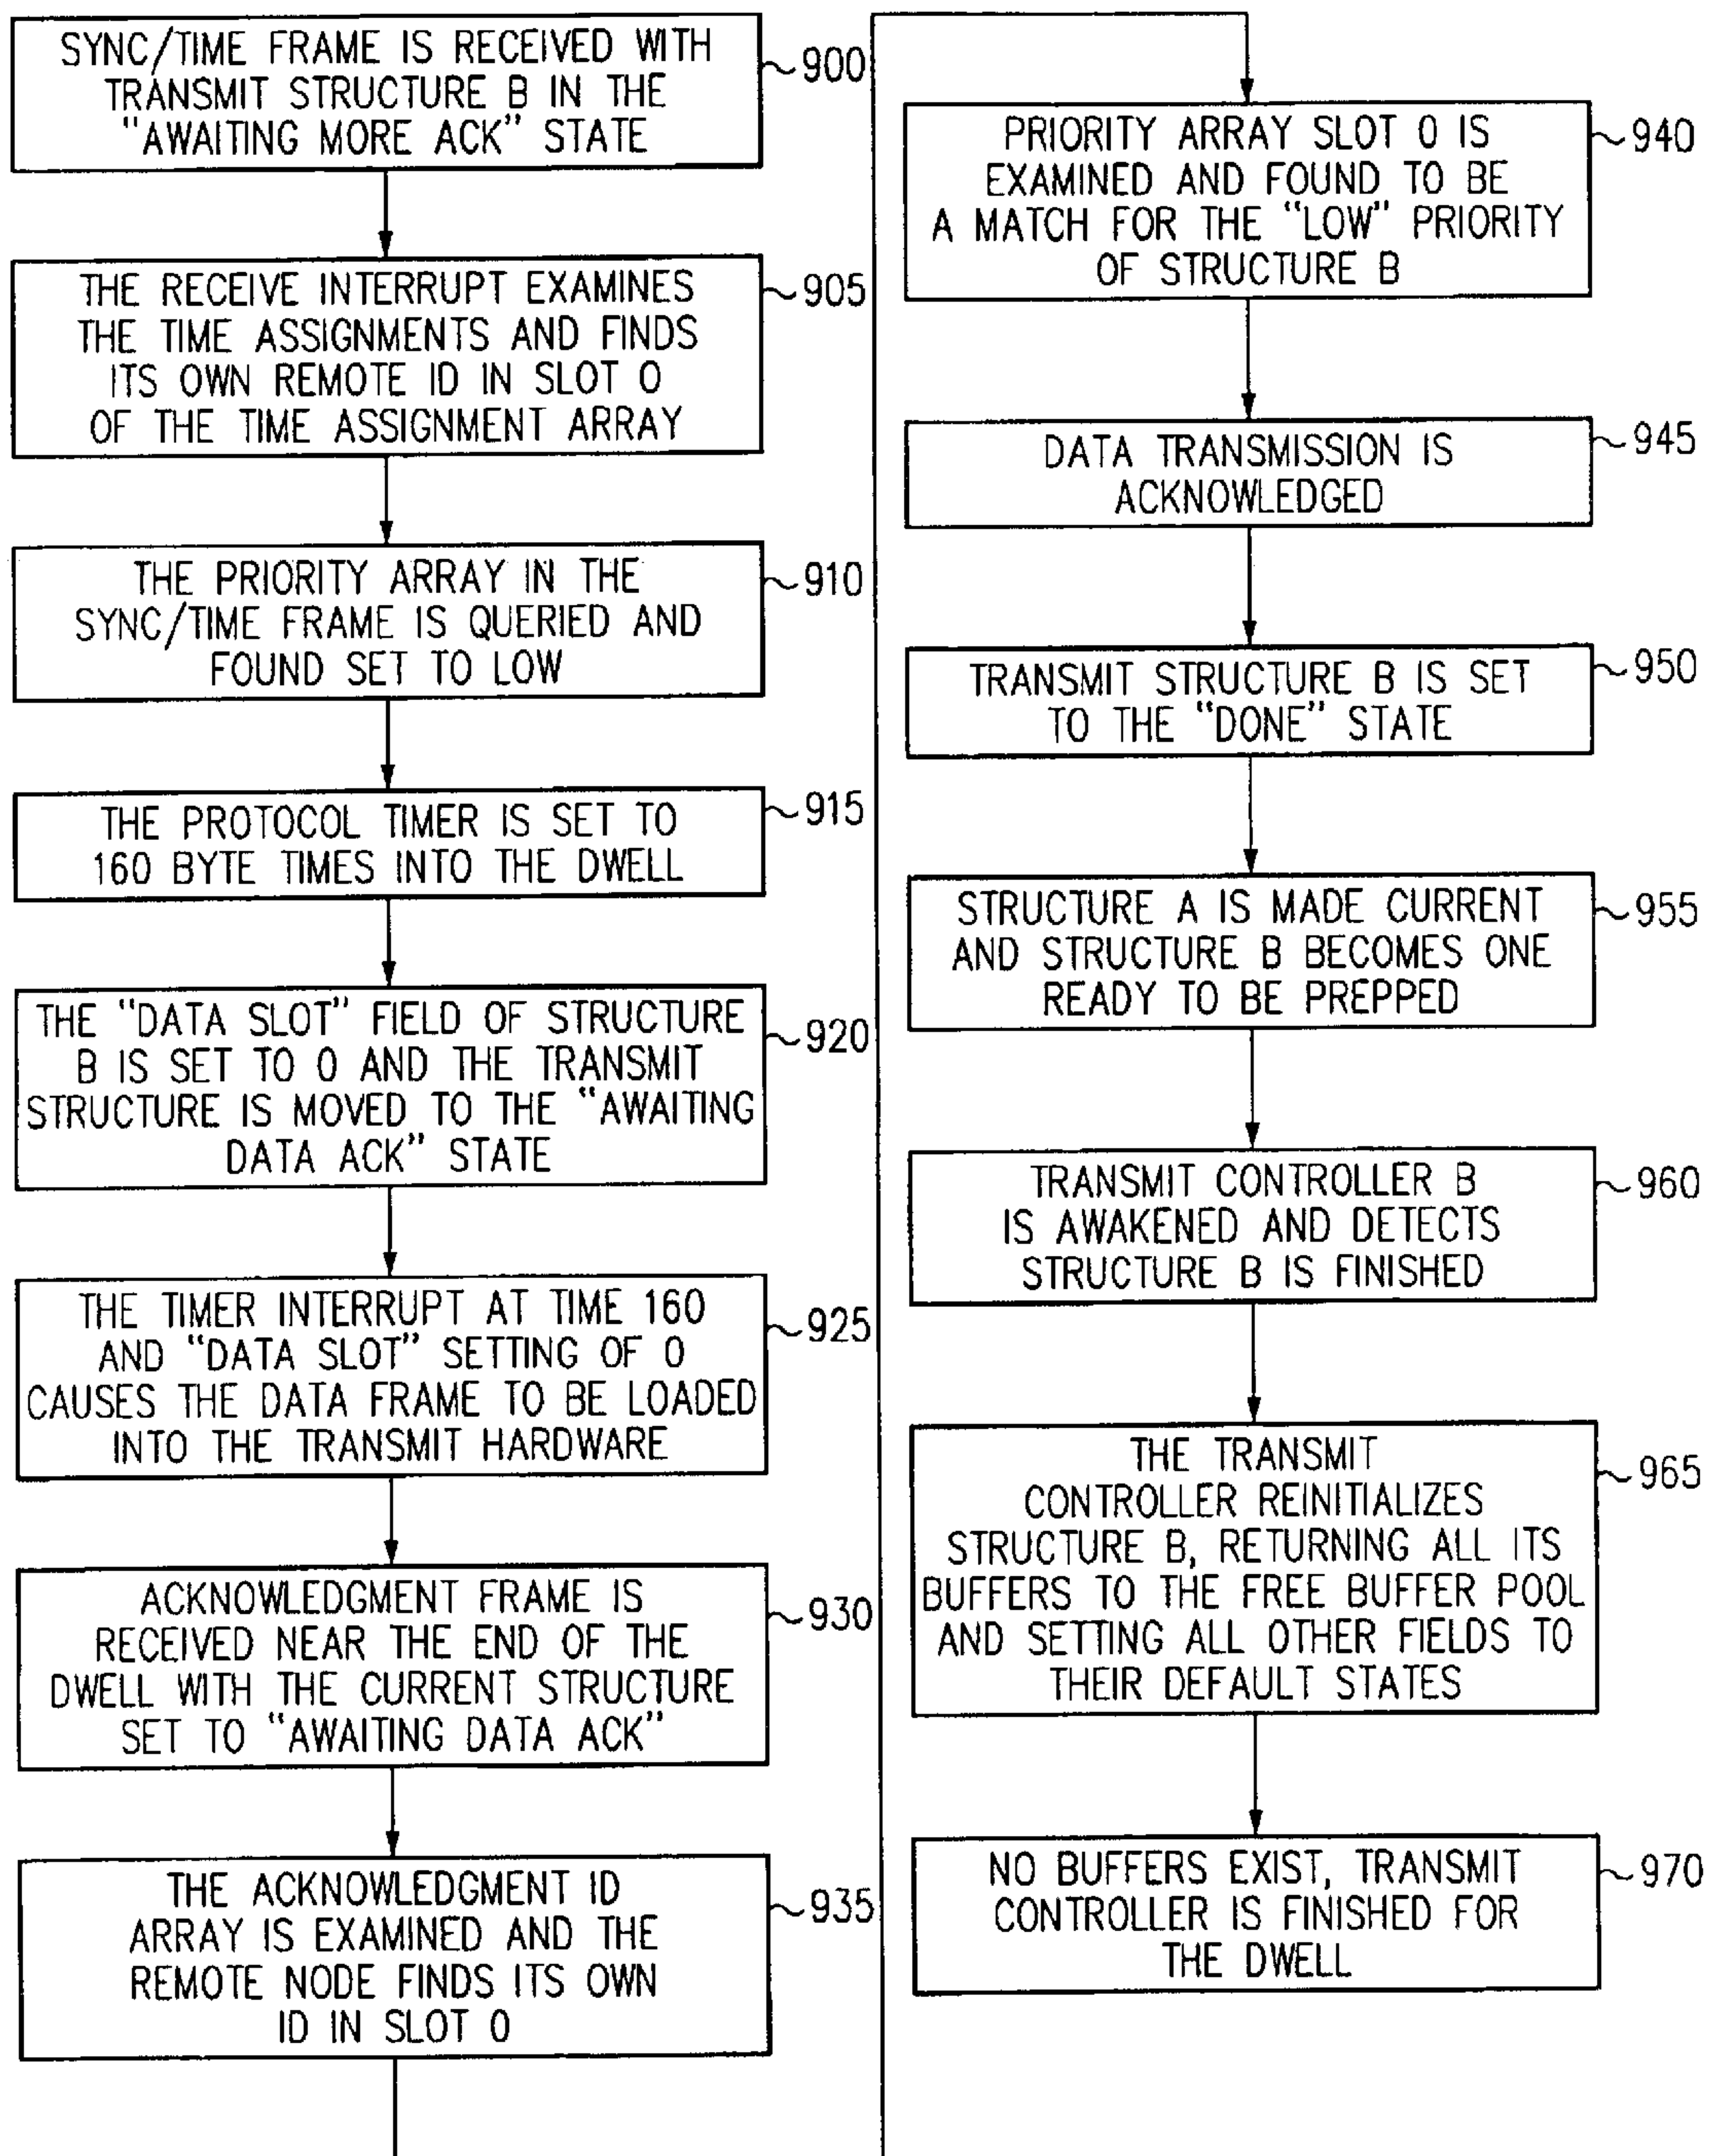 SYNC/TIME FRAME IS RECEIVED WITH
TRANSMIT STRUCTURE B IN THE
"AWAITING MORE ACK" STATE
900
THE RECEIVE INTERRUPT EXAMINES
THE TIME ASSIGNMENTS AND FINDS
ITS OWN REMOTE ID IN SLOT 0
OF THE TIME ASSIGNMENT ARRAY
905
THE PRIORITY ARRAY IN THE
SYNC/TIME FRAME IS QUERIED AND
FOUND SET TO LOW
910
THE PROTOCOL TIMER IS SET TO
160 BYTE TIMES INTO THE DWELL
915
THE "DATA SLOT" FIELD OF STRUCTURE
B IS SET TO 0 AND THE TRANSMIT
STRUCTURE IS MOVED TO THE "AWAITING
DATA ACK" STATE
920
THE TIMER INTERRUPT AT TIME 160
AND "DATA SLOT" SETTING OF 0
CAUSES THE DATA FRAME TO BE LOADED
INTO THE TRANSMIT HARDWARE
925
ACKNOWLEDGMENT FRAME IS
RECEIVED NEAR THE END OF THE
DWELL WITH THE CURRENT STRUCTURE
SET TO "AWAITING DATA ACK"
930
THE ACKNOWLEDGMENT ID
ARRAY IS EXAMINED AND THE
REMOTE NODE FINDS ITS OWN
ID IN SLOT 0
935
PRIORITY ARRAY SLOT 0 IS
EXAMINED AND FOUND TO BE
A MATCH FOR THE "LOW" PRIORITY
OF STRUCTURE B
940
DATA TRANSMISSION IS
ACKNOWLEDGED
945
TRANSMIT STRUCTURE B IS SET
TO THE "DONE" STATE
950
STRUCTURE A IS MADE CURRENT
AND STRUCTURE B BECOMES ONE
READY TO BE PREPPED
955
TRANSMIT CONTROLLER B
IS AWAKENED AND DETECTS
STRUCTURE B IS FINISHED
960
THE TRANSMIT
CONTROLLER REINITIALIZES
STRUCTURE B, RETURNING ALL ITS
BUFFERS TO THE FREE BUFFER POOL
AND SETTING ALL OTHER FIELDS TO
THEIR DEFAULT STATES
965
NO BUFFERS EXIST, TRANSMIT
CONTROLLER IS FINISHED FOR
THE DWELL
970